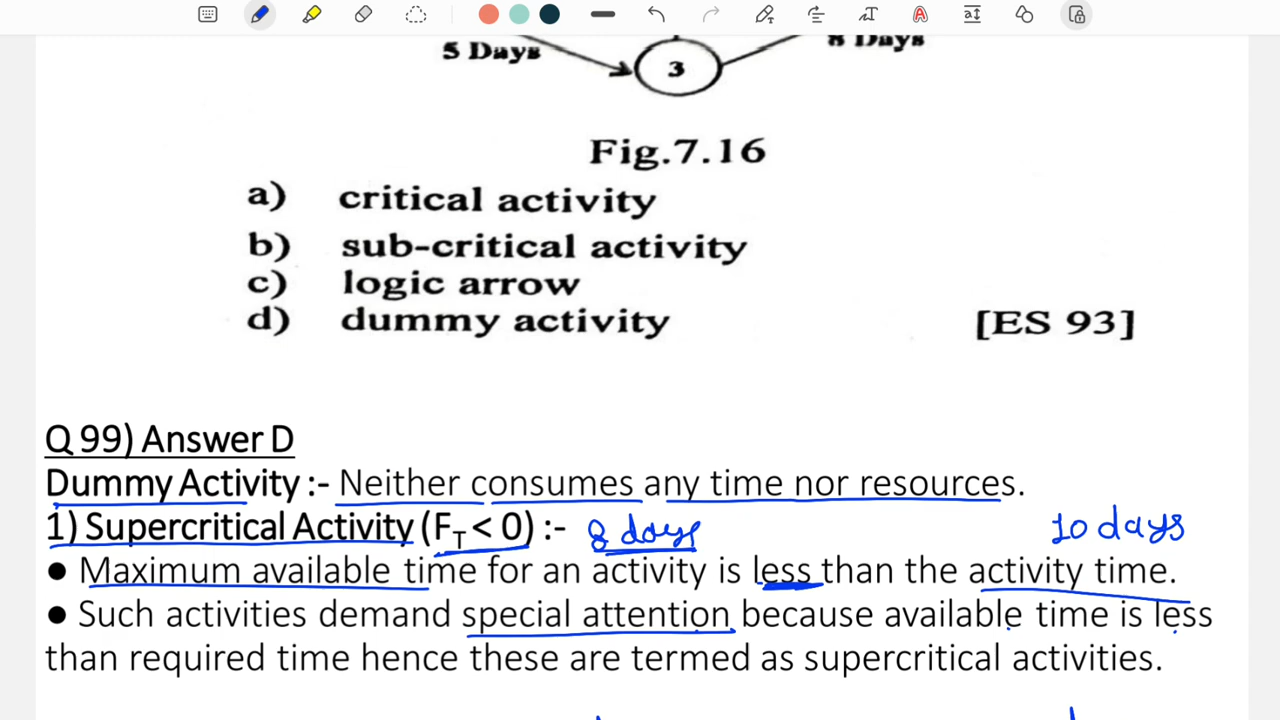 5 Days
8 Days
3
Fig.7.16
a) critical activity
b) sub-critical activity
c) logic arrow
d) dummy activity [ES 93]
Q 99) Answer D
Dummy Activity :- Neither consumes any time nor resources.
1) Supercritical Activity (FT < 0) :- 8 days 10 days
● Maximum available time for an activity is less than the activity time.
● Such activities demand special attention because available time is less
than required time hence these are termed as supercritical activities.